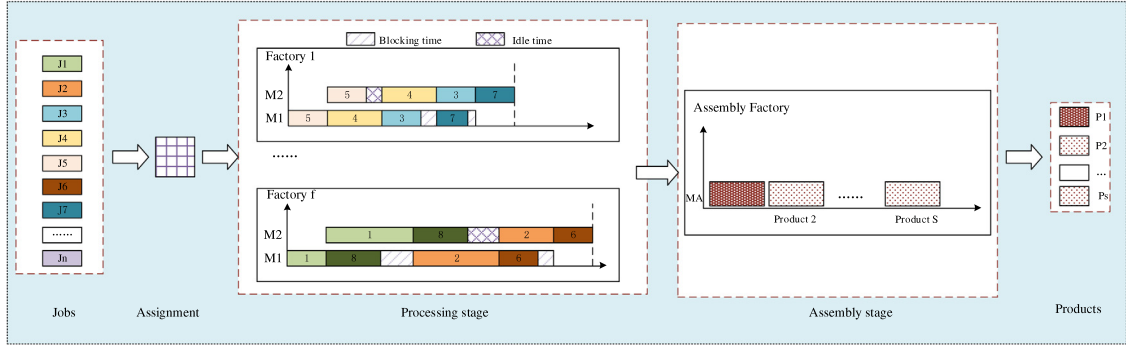 J1
J2
J3
J4
J5
J6
J7
......
Jn
Jobs
Assignment
Blocking time
Idle time
Factory 1
M2
5
4
3
7
M1
5
4
3
7
......
Factory f
M2
1
8
2
6
M1
1
8
2
6
Processing stage
Assembly Factory
MA
Product 2
......
Product S
Assembly stage
P1
P2
...
Ps
Products